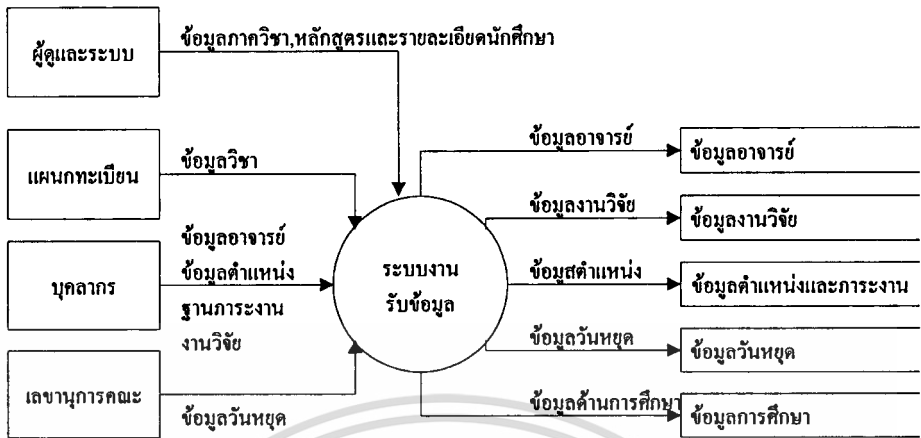 ข้อมูลภาควิชา,หลักสูตรและรายละเอียดนักศึกษา
ผู้ดูและระบบ
ข้อมูลอาจารย์
ข้อมูลอาจารย์
แผนกทะเบียน
ข้อมูลวิชา
ข้อมูลงานวิจัย
ข้อมูลงานวิจัย
บุคลากร
ข้อมูลอาจารย์
ข้อมูลตำแหน่ง
ฐานภาระงาน
งานวิจัย
ระบบงาน
รับข้อมูล
ข้อมูสตำแหน่ง
ข้อมูลตำแหน่งและภาระงาน
ข้อมูลวันหยุด
ข้อมูลวันหยุด
เลขานุการคณะ
ข้อมูลวันหยุด
ข้อมูลด้านการศึกษา
ข้อมูลการศึกษา